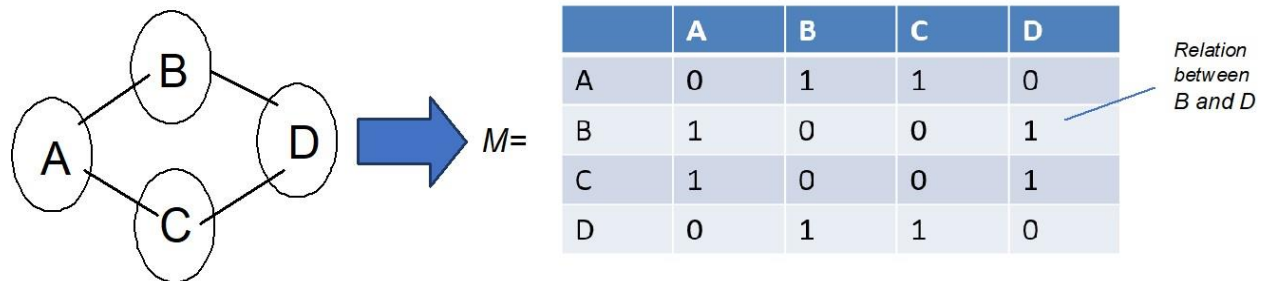 B
A
D
C
M=
A B C D
A 0 1 1 0
B 1 0 0 1
C 1 0 0 1
D 0 1 1 0
Relation
between
B and D